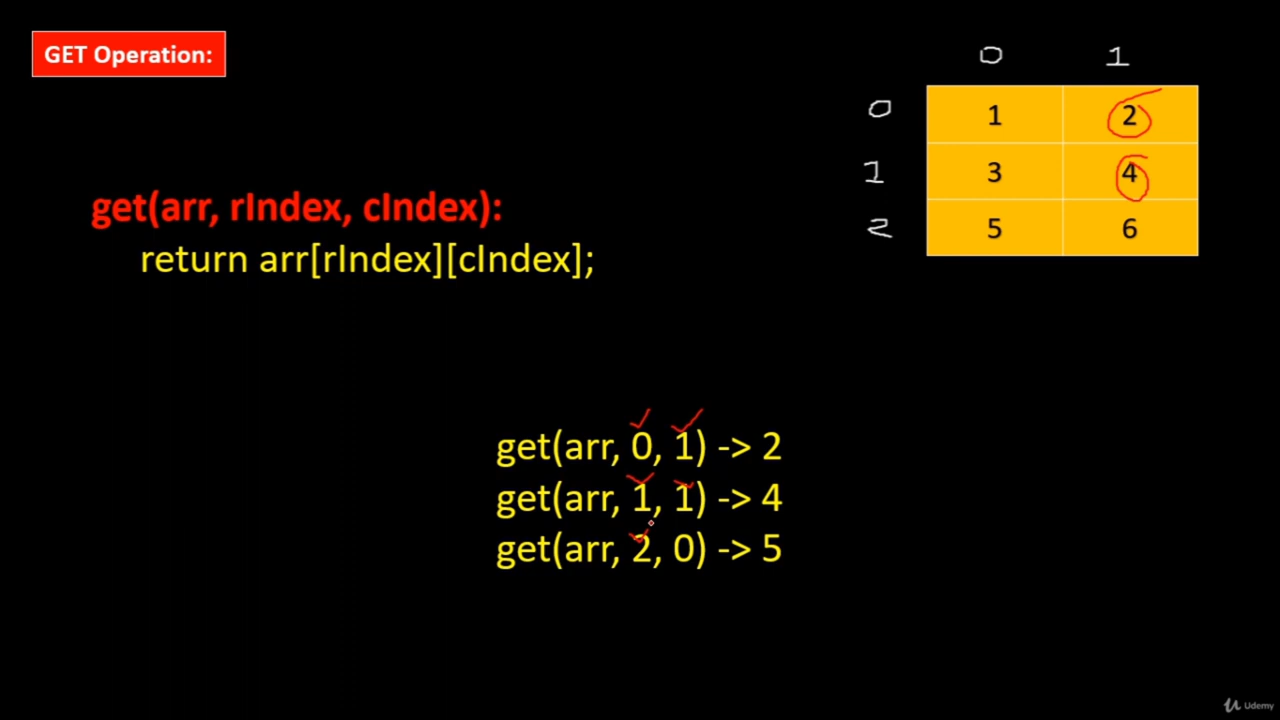 GET Operation:
0 1
0 1 2
1 3 4
2 5 6
get(arr, rIndex, cIndex):
return arr[rIndex][cIndex];
get(arr, 0, 1) -> 2
get(arr, 1, 1) -> 4
get(arr, 2, 0) -> 5
Udemy